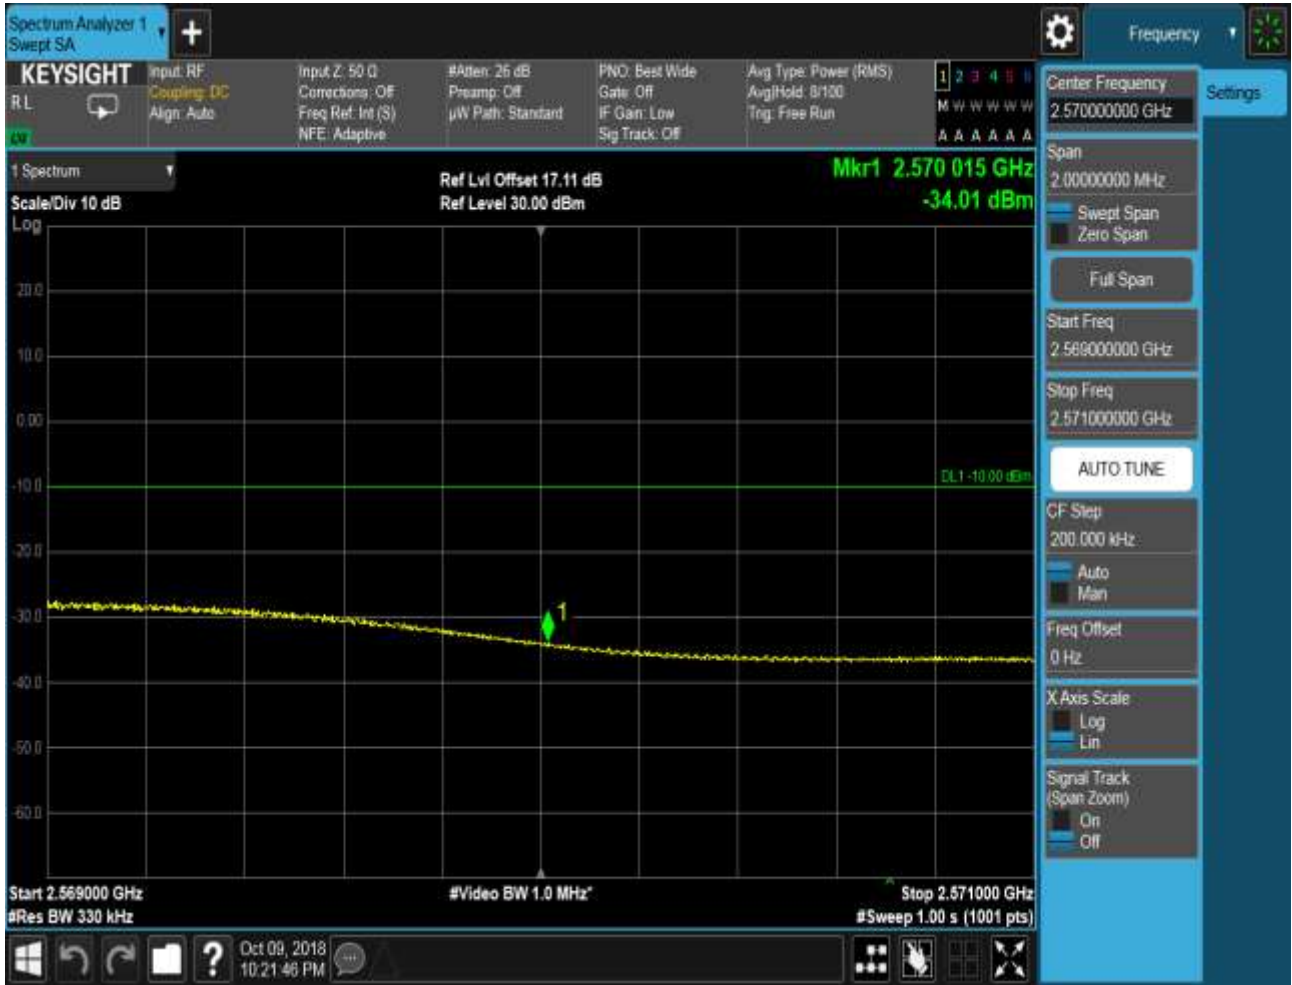 Spectrum Analyzer 1
Swept SA
Frequency
KEYSIGHT
R L
Input: RF
Coupling: DC
Align: Auto
Input Z: 50 Ω
Corrections: Off
Freq Ref: Int (S)
NFE: Adaptive
#Atten: 26 dB
Preamp: Off
µW Path: Standard
PNO: Best Wide
Gate: Off
IF Gain: Low
Sig Track: Off
Avg Type: Power (RMS)
Avg|Hold: 8/100
Trig: Free Run
1 2 3 4 5 6
M W W W W W
A A A A A A
1 Spectrum
Scale/Div 10 dB
Log
Ref Lvl Offset 17.11 dB
Ref Level 30.00 dBm
Mkr1 2.570 015 GHz
-34.01 dBm
20.0
10.0
0.00
-10.0
-20.0
-30.0
-40.0
-50.0
-60.0
DL1 -10.00 dBm
1
Start 2.569000 GHz
#Res BW 330 kHz
#Video BW 1.0 MHz*
Stop 2.571000 GHz
#Sweep 1.00 s (1001 pts)
Oct 09, 2018
10:21:46 PM
Center Frequency
2.570000000 GHz
Settings
Span
2.00000000 MHz
Swept Span
Zero Span
Full Span
Start Freq
2.569000000 GHz
Stop Freq
2.571000000 GHz
AUTO TUNE
CF Step
200.000 kHz
Auto
Man
Freq Offset
0 Hz
X Axis Scale
Log
Lin
Signal Track
(Span Zoom)
On
Off